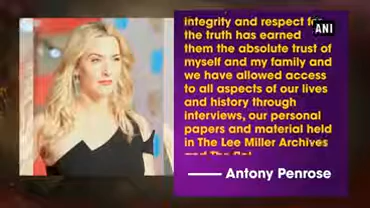 integrity and respect for
ANI
the truth has earned
them the absolute trust of
myself and my family and
we have allowed access
to all aspects of our lives
and history through
interviews, our personal
papers and material held
in The Lee Miller Archives
Antony Penrose